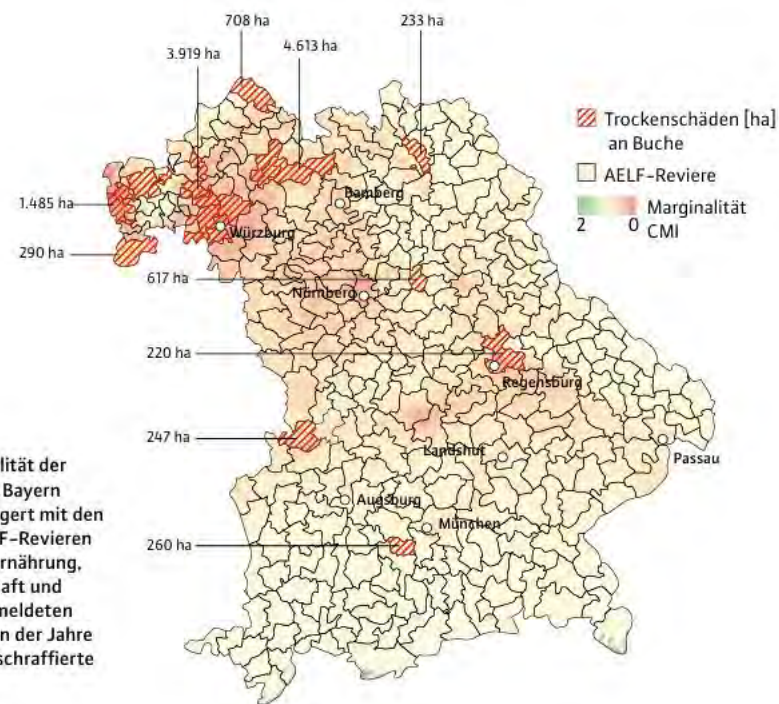 708 ha
233 ha
3.919 ha
4.613 ha
Trockenschäden [ha]
an Buche
AELF-Reviere
Marginalität
2 0 CMI
Bamberg
1.485 ha
Würzburg
290 ha
617 ha
Nürnberg
220 ha
Regensburg
247 ha
Landshut
Passau
lität der
Bayern
gert mit den
F-Revieren
rnährung,
aft und
meldeten
n der Jahre
schraffierte
Augsburg
München
260 ha